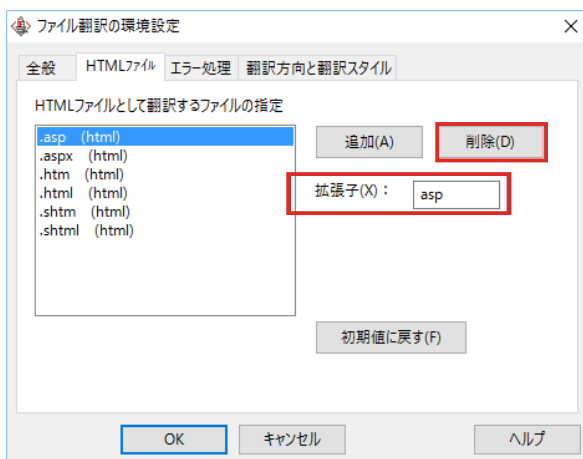 ファイル翻訳の環境設定
全般 HTMLファイル エラー処理 翻訳方向と翻訳スタイル
HTMLファイルとして翻訳するファイルの指定
.asp (html)
.aspx (html)
.htm (html)
.html (html)
.shtm (html)
.shtml (html)
追加(A) 削除(D)
拡張子(X)： asp
初期値に戻す(F)
OK キャンセル ヘルプ